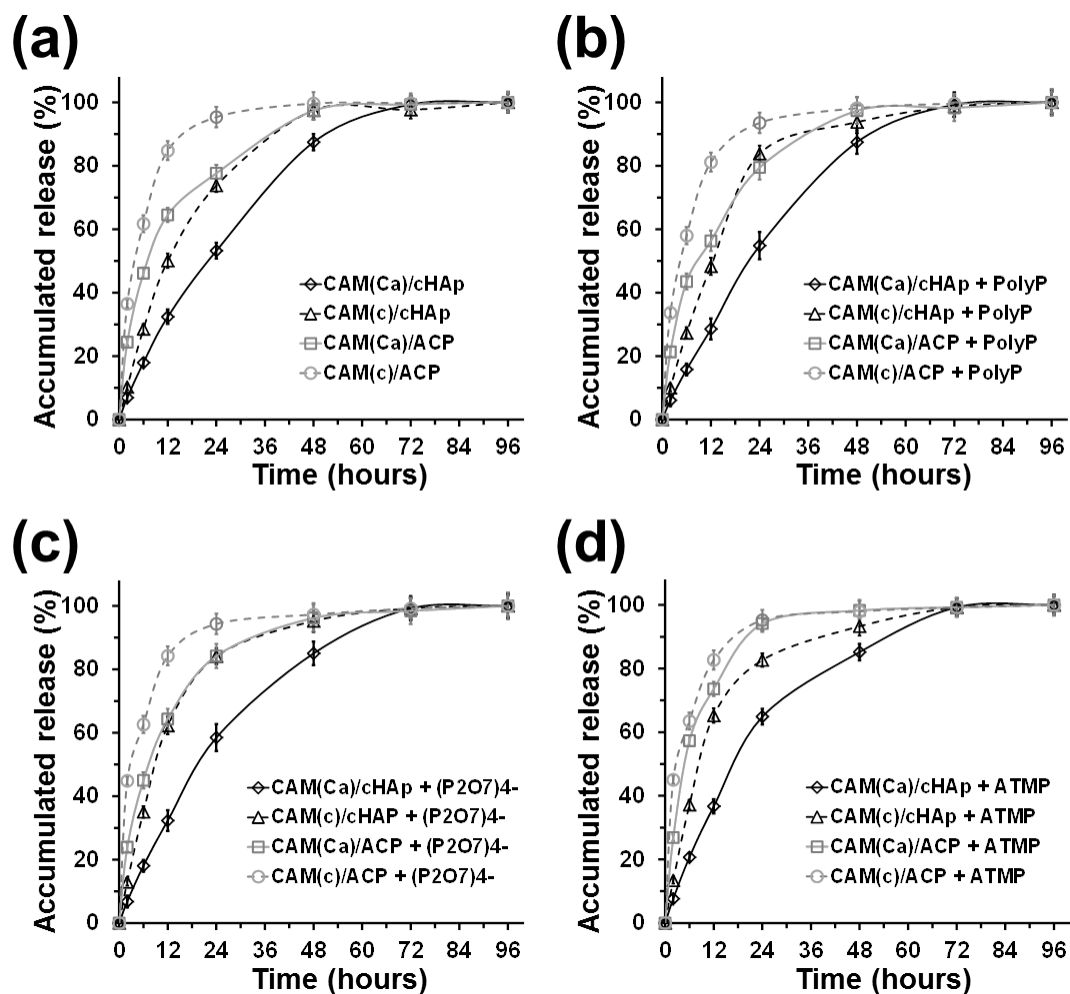 (a)
Accumulated release (%)
100
80
60
40
20
0
CAM(Ca)/cHAp
CAM(c)/cHAp
CAM(Ca)/ACP
CAM(c)/ACP
0 12 24 36 48 60 72 84 96
Time (hours)
(b)
Accumulated release (%)
100
80
60
40
20
0
CAM(Ca)/cHAp + PolyP
CAM(c)/cHAp + PolyP
CAM(Ca)/ACP + PolyP
CAM(c)/ACP + PolyP
0 12 24 36 48 60 72 84 96
Time (hours)
(c)
Accumulated release (%)
100
80
60
40
20
0
CAM(Ca)/cHAp + (P2O7)4-
CAM(c)/cHAP + (P2O7)4-
CAM(Ca)/ACP + (P2O7)4-
CAM(c)/ACP + (P2O7)4-
0 12 24 36 48 60 72 84 96
Time (hours)
(d)
Accumulated release (%)
100
80
60
40
20
0
CAM(Ca)/cHAp + ATMP
CAM(c)/cHAp + ATMP
CAM(Ca)/ACP + ATMP
CAM(c)/ACP + ATMP
0 12 24 36 48 60 72 84 96
Time (hours)